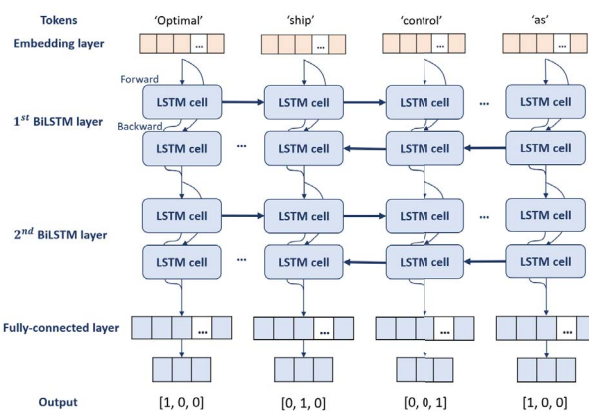 Tokens 'Optimal' 'ship' 'control' 'as'
Embedding layer ... ... ... ...
Forward
1st BiLSTM layer
LSTM cell LSTM cell LSTM cell ... LSTM cell
Backward
LSTM cell ... LSTM cell LSTM cell LSTM cell
2nd BiLSTM layer
LSTM cell LSTM cell LSTM cell ... LSTM cell
LSTM cell ... LSTM cell LSTM cell LSTM cell
Fully-connected layer ... ... ... ...
Output [1, 0, 0] [0, 1, 0] [0, 0, 1] [1, 0, 0]